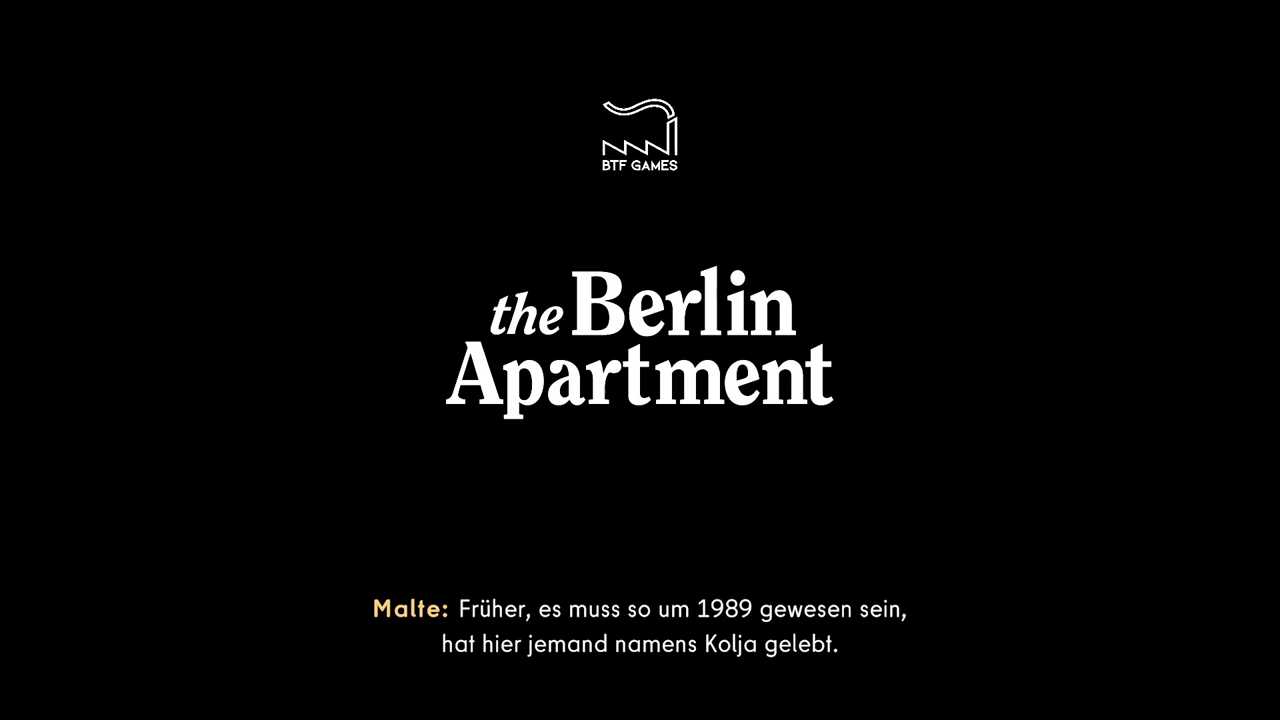 BTF GAMES
the Berlin
Apartment
Malte: Früher, es muss so um 1989 gewesen sein,
hat hier jemand namens Kolja gelebt.